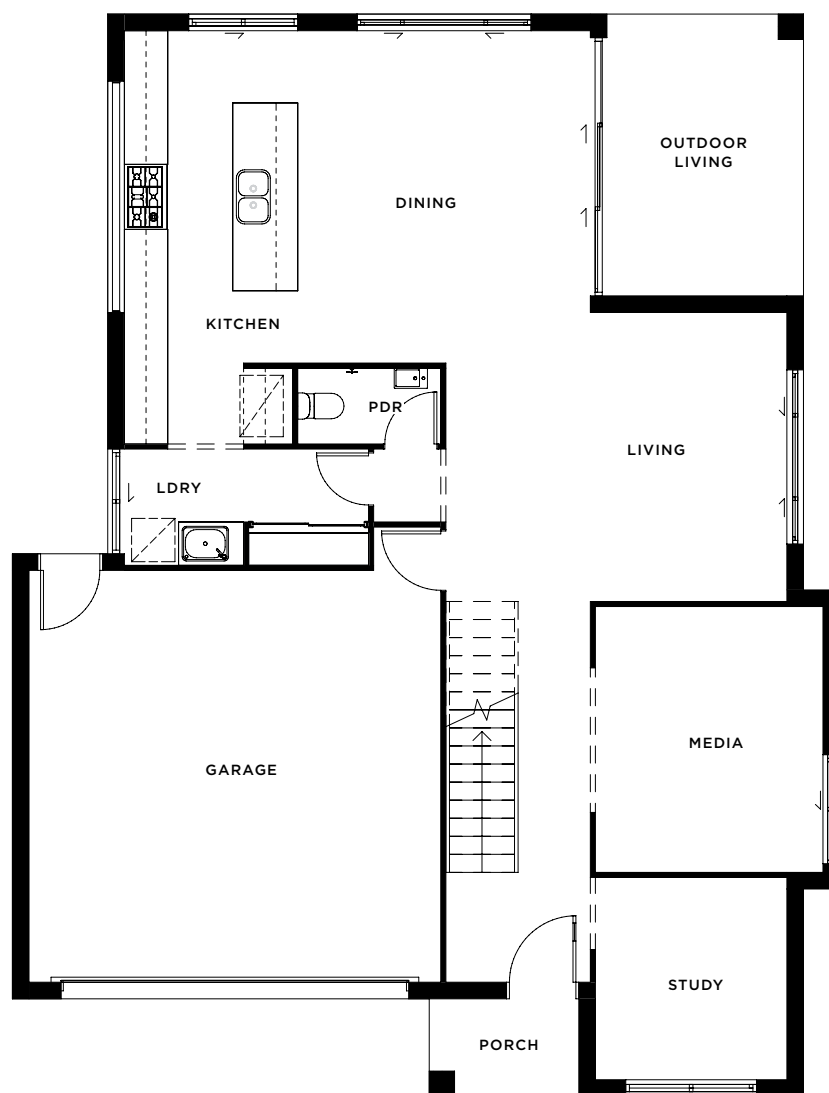 OUTDOOR
LIVING
DINING
KITCHEN
PDR
LIVING
LDRY
MEDIA
GARAGE
STUDY
PORCH